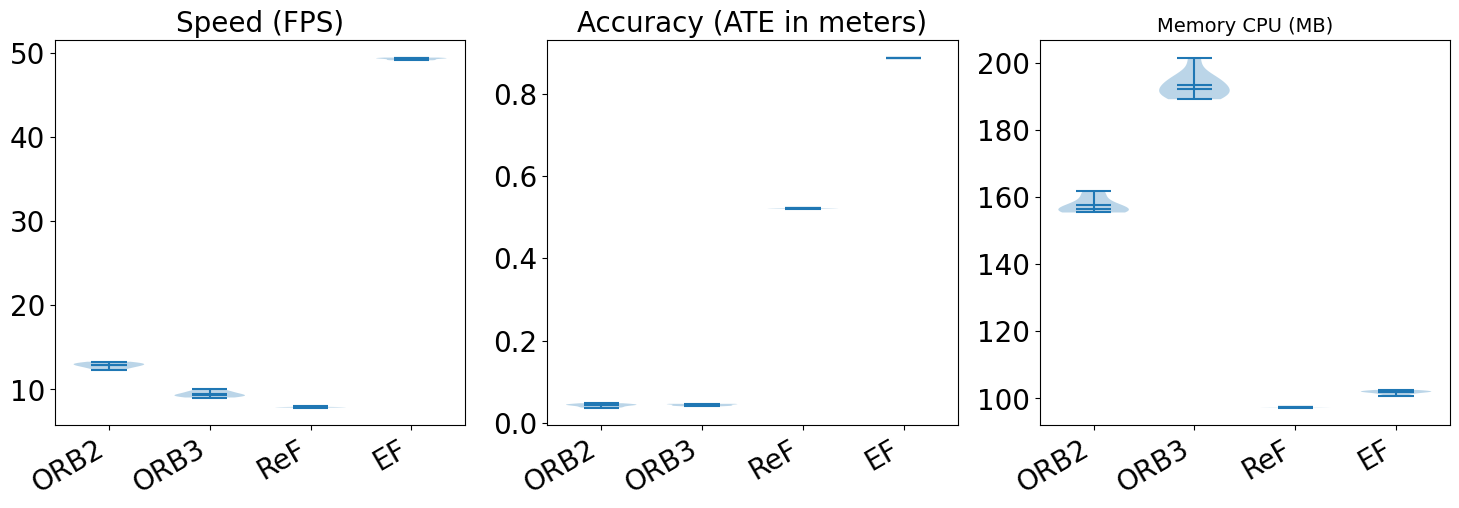 Speed (FPS)
50
40
30
20
10
ORB2 ORB3 ReF EF
Accuracy (ATE in meters)
0.8
0.6
0.4
0.2
0.0
ORB2 ORB3 ReF EF
Memory CPU (MB)
200
180
160
140
120
100
ORB2 ORB3 ReF EF